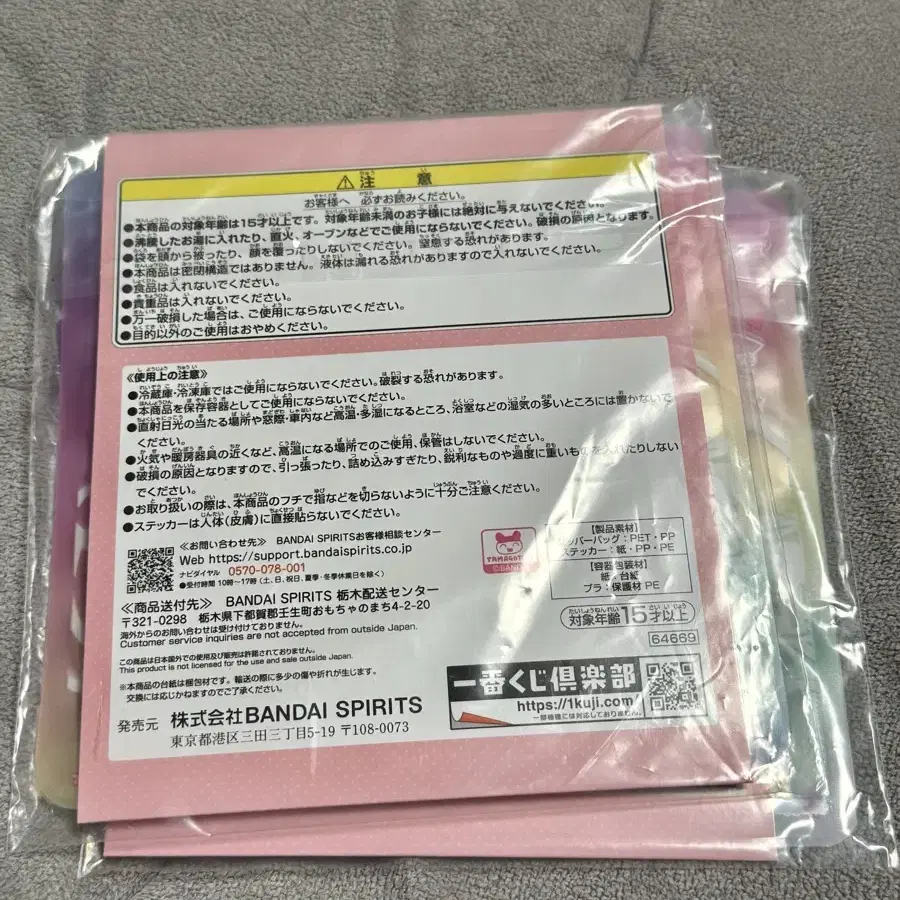 ⚠注 意
お客様へ 必ずお読みください。
●本商品の対象年齢は15才以上です。対象年齢未満のお子様には絶対に与えないでください。
●沸騰したお湯に入れたり、直火、オーブンなどでご使用にならないでください。破損の原因となります。
●袋を頭から被ったり、顔を覆ったりしないでください。窒息する恐れがあります。
●本商品は密閉構造ではありません。液体は漏れる恐れがありますので入れないでください。
●食品は入れないでください。
●貴重品は入れないでください。
●万一破損した場合は、ご使用にならないでください。
●目的以外のご使用はおやめください。
《使用上の注意》
●冷蔵庫・冷凍庫ではご使用にならないでください。破裂する恐れがあります。
●本商品を保存容器としてご使用にならないでください。
●直射日光の当たる場所や窓際・車内など高温・多湿になるところ、浴室などの湿気の多いところには置かないで
ください。
●火気や暖房器具の近くなど、高温になる場所でのご使用、保管はしないでください。
●破損の原因となりますので、引っ張ったり、詰め込みすぎたり、鋭利なものや過度に重いものを入れたりしない
でください。
●お取り扱いの際は、本商品のフチで指などを切らないように十分ご注意ください。
●ステッカーは人体(皮膚)に直接貼らないでください。
≪お問い合わせ先≫ BANDAI SPIRITSお客様相談センター
Web https://support.bandaispirits.co.jp
ナビダイヤル 0570-078-001
●受付時間 10時~17時(土、日、祝日、夏季・冬季休業日を除く)
≪商品送付先≫ BANDAI SPIRITS 栃木配送センター
〒321-0298 栃木県下都賀郡壬生町おもちゃのまち4-2-20
海外からのお問い合わせは受け付けておりません。
Customer service inquiries are not accepted from outside Japan.
この商品は日本国外での使用及び販売は許諾されておりません。
This product is not licensed for the use and sale outside Japan.
※本商品の台紙は梱包材です。輸送の際に多少の傷や折れが生じます。
交換には応じかねますのでご了承ください。
発売元 株式会社BANDAI SPIRITS
東京都港区三田三丁目5-19 〒108-0073
TAMAGOTCHI
©BANDAI
【製品素材】
ジッパーバッグ:PET・PP
ステッカー:紙・PP・PE
【容器包装材】
紙:台紙
プラ:保護材 PE
対象年齢15才以上
64669
一番くじ倶楽部
https://1kuji.com/
一部機種には対応しておりません。